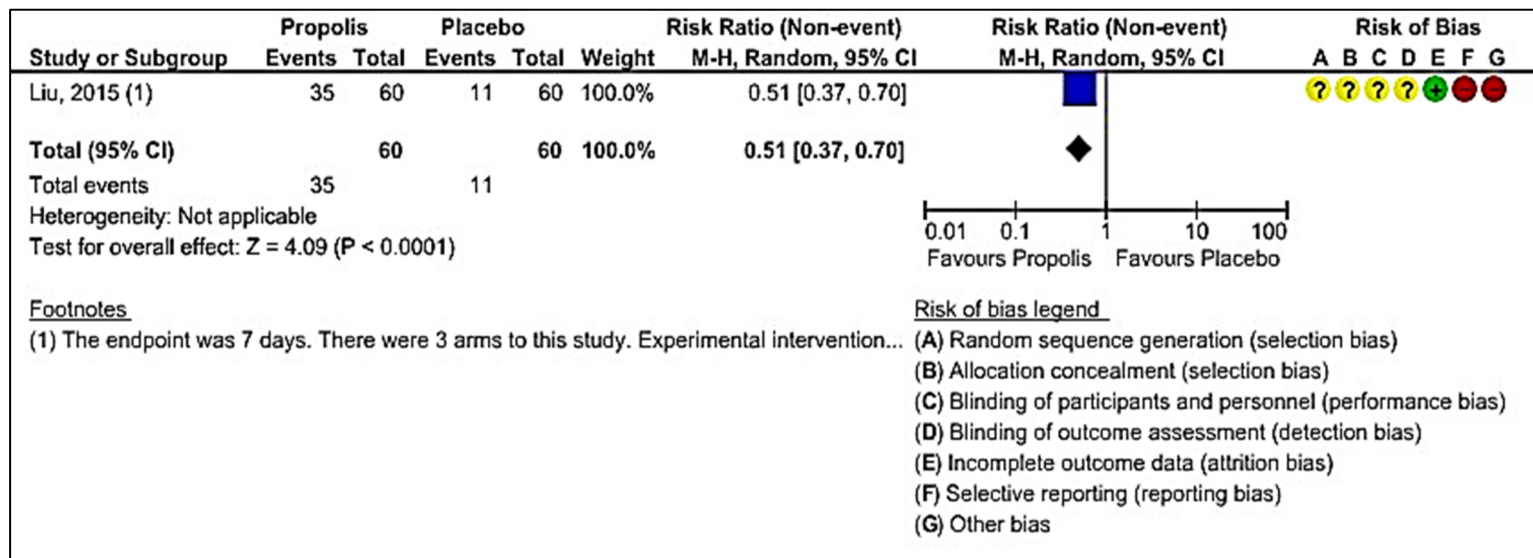 Propolis Placebo Risk Ratio (Non-event) Risk Ratio (Non-event) Risk of Bias
Study or Subgroup Events Total Events Total Weight M-H, Random, 95% CI M-H, Random, 95% CI A B C D E F G
Liu, 2015 (1) 35 60 11 60 100.0% 0.51 [0.37, 0.70] ? ? ? ? + − −
Total (95% CI) 60 60 100.0% 0.51 [0.37, 0.70]
Total events 35 11
Heterogeneity: Not applicable
Test for overall effect: Z = 4.09 (P < 0.0001)
0.01 0.1 1 10 100
Favours Propolis Favours Placebo
Footnotes
(1) The endpoint was 7 days. There were 3 arms to this study. Experimental intervention...
Risk of bias legend
(A) Random sequence generation (selection bias)
(B) Allocation concealment (selection bias)
(C) Blinding of participants and personnel (performance bias)
(D) Blinding of outcome assessment (detection bias)
(E) Incomplete outcome data (attrition bias)
(F) Selective reporting (reporting bias)
(G) Other bias